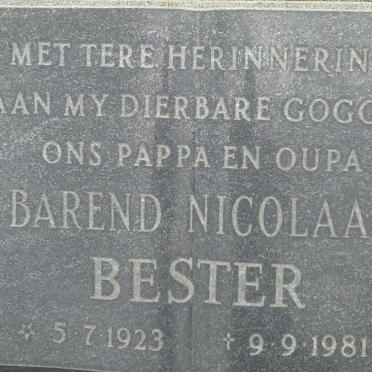 MET TERE HERINNERIN
AAN MY DIERBARE GOGG
ONS PAPPA EN OUPA
BAREND NICOLAA
BESTER
☆ 5·7·1923 † 9·9·1981